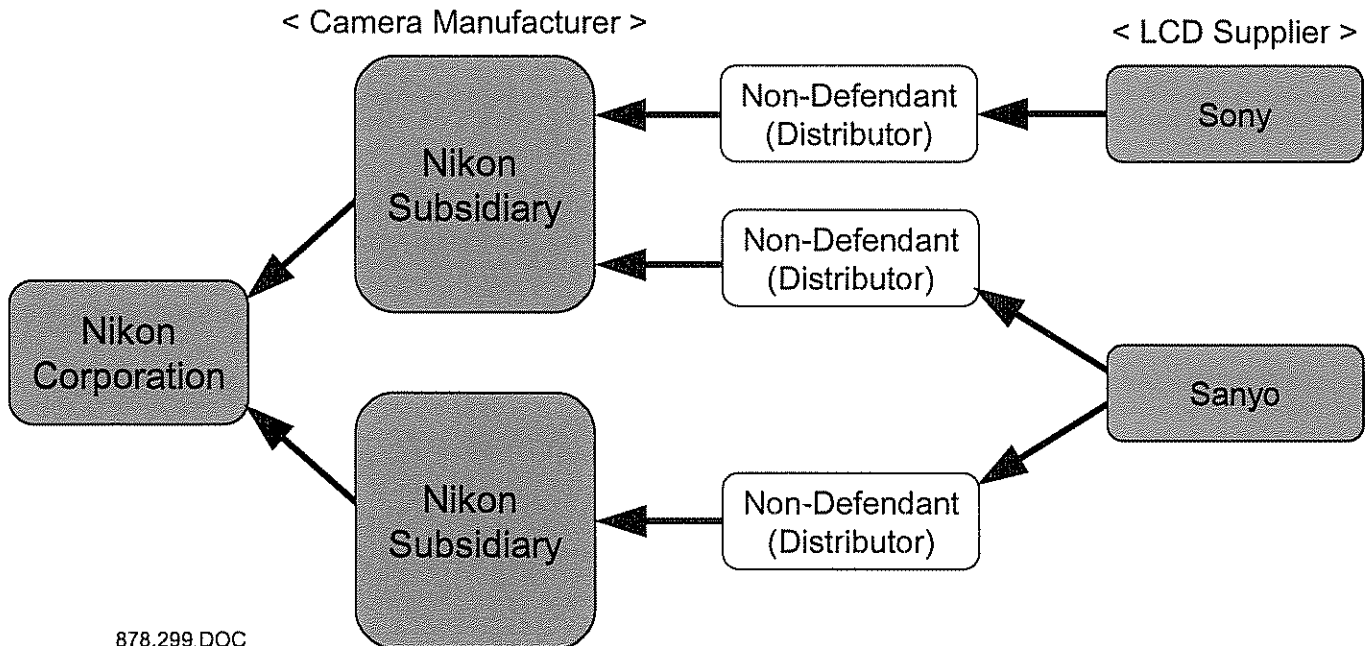 < Camera Manufacturer >
< LCD Supplier >
Non-Defendant
(Distributor)
Sony
Nikon
Subsidiary
Non-Defendant
(Distributor)
Nikon
Corporation
Sanyo
Nikon
Subsidiary
Non-Defendant
(Distributor)
878.299.DOC